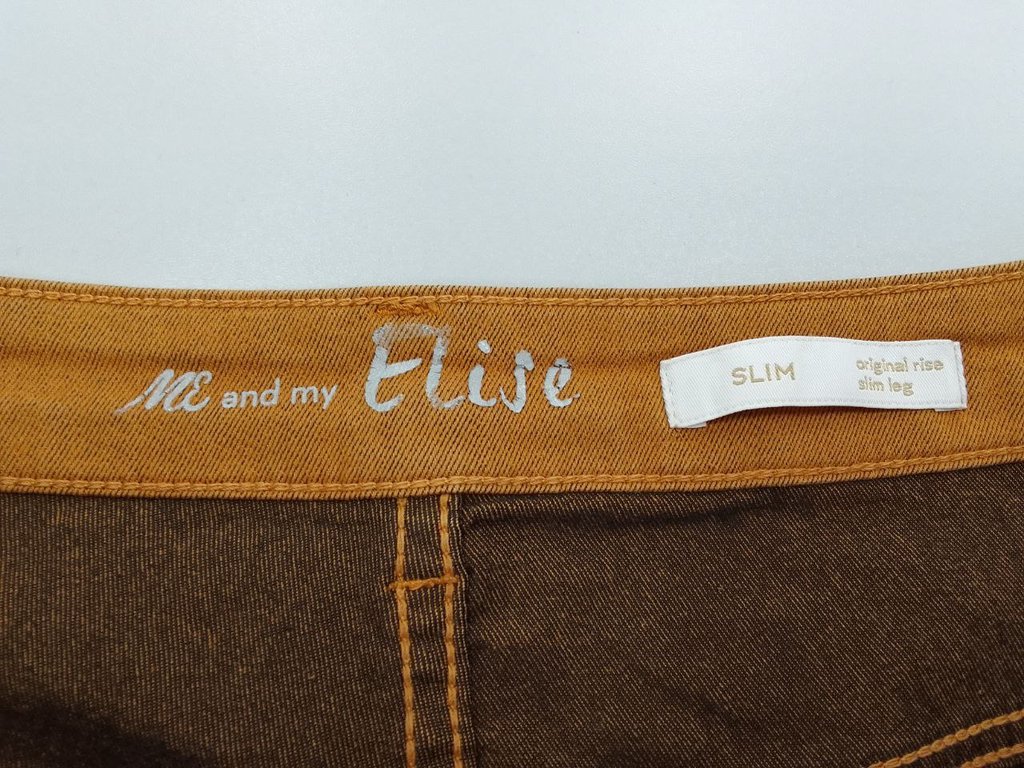 ME and my Elise
SLIM
original rise
slim leg